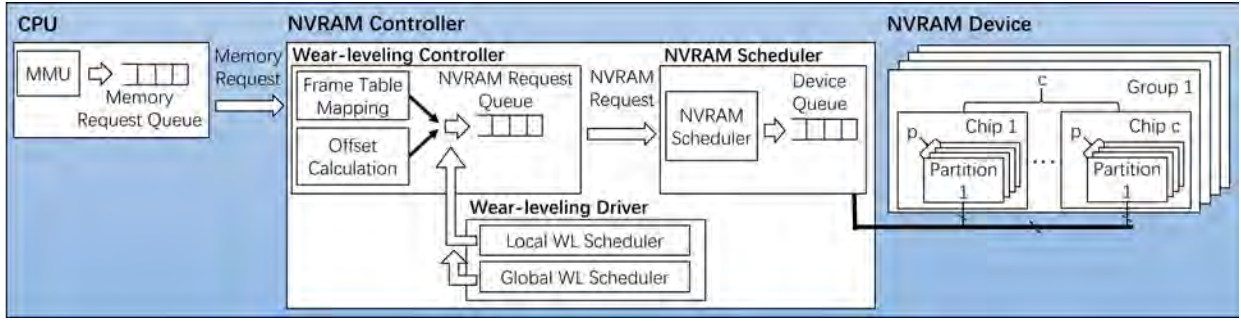 CPU
MMU
Memory
Request Queue
Memory
Request
NVRAM Controller
Wear-leveling Controller
Frame Table
Mapping
Offset
Calculation
NVRAM Request
Queue
NVRAM
Request
NVRAM Scheduler
NVRAM
Scheduler
Device
Queue
Wear-leveling Driver
Local WL Scheduler
Global WL Scheduler
NVRAM Device
Group 1
c
Chip 1
p
Partition
1
...
Chip c
p
Partition
1